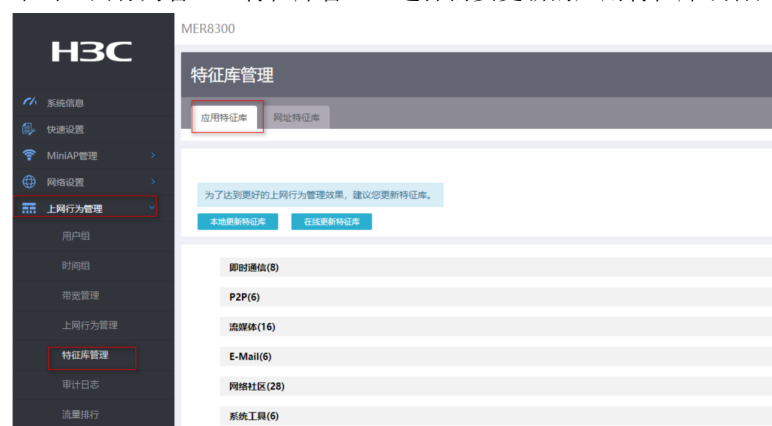 MER8300
H3C
特征库管理
系统信息
应用特征库
网址特征库
快速设置
MiniAP管理
网络设置
为了达到更好的上网行为管理效果，建议您更新特征库。
上网行为管理
本地更新特征库
在线更新特征库
用户组
时间组
即时通信(8)
带宽管理
P2P(6)
上网行为管理
流媒体(16)
特征库管理
E-Mail(6)
审计日志
网络社区(28)
流量排行
系统工具(6)